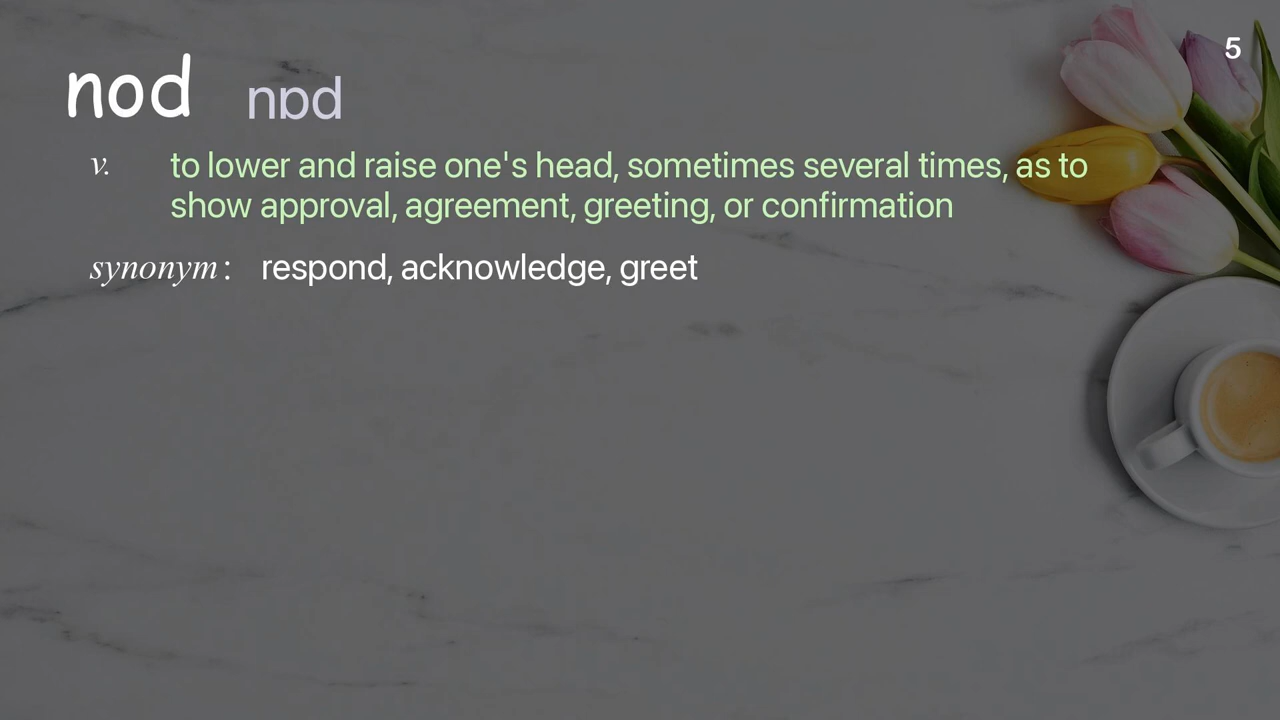 5
nod nɒd
v. to lower and raise one's head, sometimes several times, as to
show approval, agreement, greeting, or confirmation
synonym : respond, acknowledge, greet